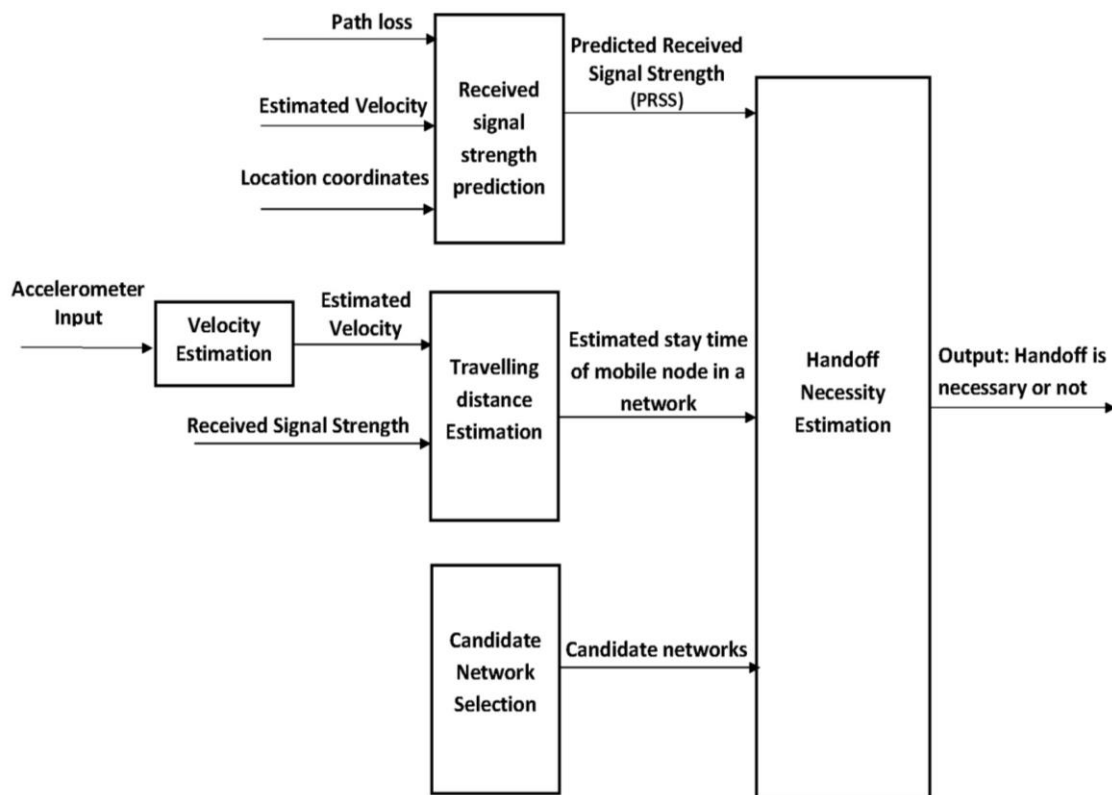 Path loss
Estimated Velocity
Location coordinates
Received
signal
strength
prediction
Predicted Received
Signal Strength
(PRSS)
Accelerometer
Input
Velocity
Estimation
Estimated
Velocity
Received Signal Strength
Travelling
distance
Estimation
Estimated stay time
of mobile node in a
network
Candidate
Network
Selection
Candidate networks
Handoff
Necessity
Estimation
Output: Handoff is
necessary or not